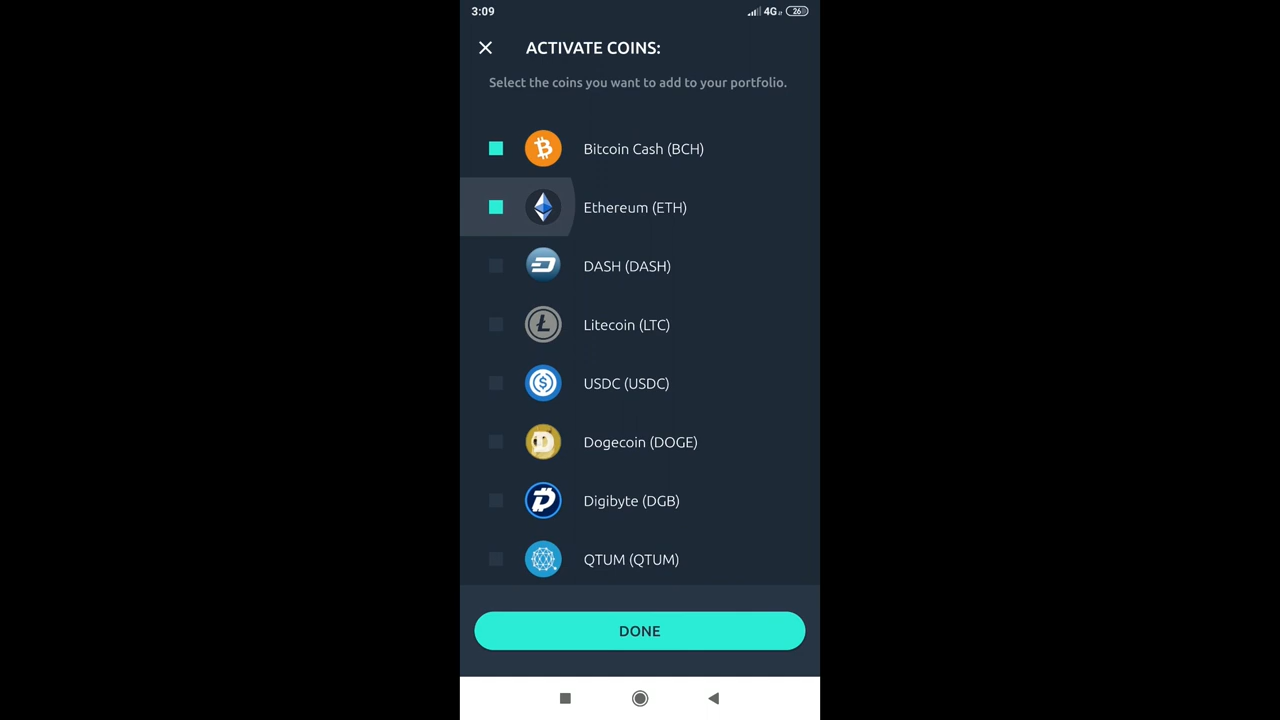 3:09 4G 26
ACTIVATE COINS:
Select the coins you want to add to your portfolio.
Bitcoin Cash (BCH)
Ethereum (ETH)
DASH (DASH)
Litecoin (LTC)
USDC (USDC)
Dogecoin (DOGE)
Digibyte (DGB)
QTUM (QTUM)
DONE